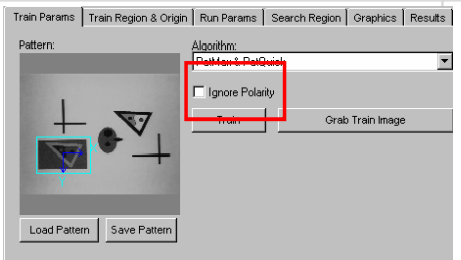 Train Params Train Region & Origin Run Params Search Region Graphics Results
Pattern:
Algorithm:
PatMax & PatQuick
Ignore Polarity
Train Grab Train Image
Load Pattern Save Pattern